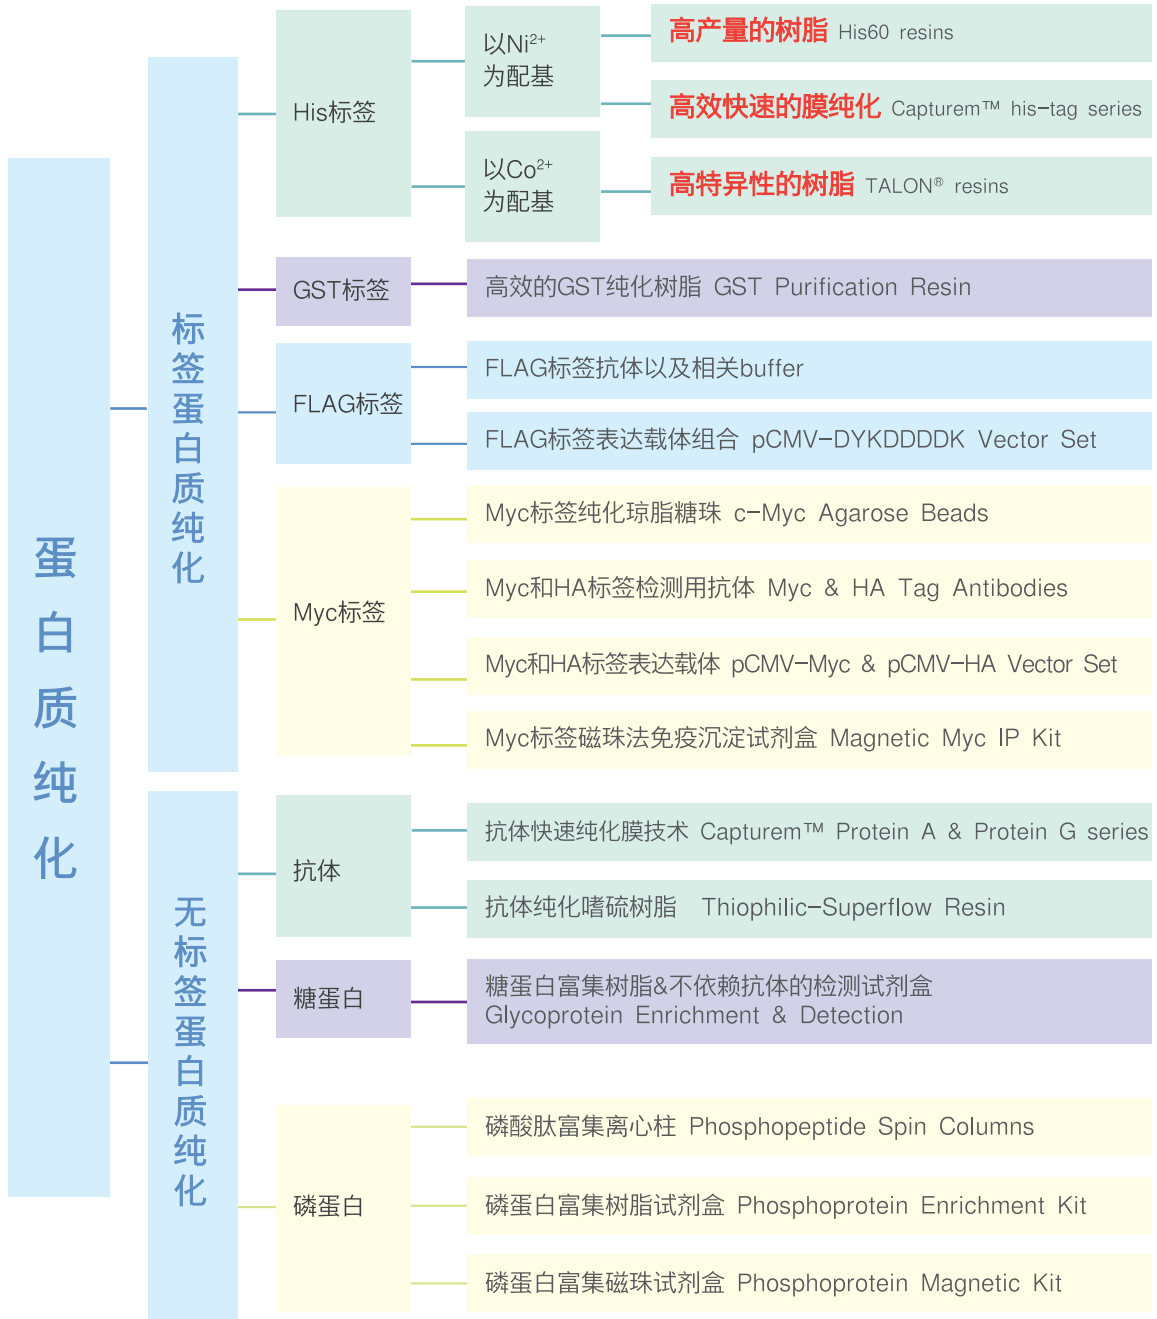 蛋白质纯化
标签蛋白质纯化
His标签
以Ni²⁺
为配基
高产量的树脂 His60 resins
高效快速的膜纯化 Capturem™ his-tag series
以Co²⁺
为配基
高特异性的树脂 TALON® resins
GST标签
高效的GST纯化树脂 GST Purification Resin
FLAG标签
FLAG标签抗体以及相关buffer
FLAG标签表达载体组合 pCMV-DYKDDDDK Vector Set
Myc标签
Myc标签纯化琼脂糖珠 c-Myc Agarose Beads
Myc和HA标签检测用抗体 Myc & HA Tag Antibodies
Myc和HA标签表达载体 pCMV-Myc & pCMV-HA Vector Set
Myc标签磁珠法免疫沉淀试剂盒 Magnetic Myc IP Kit
无标签蛋白质纯化
抗体
抗体快速纯化膜技术 Capturem™ Protein A & Protein G series
抗体纯化嗜硫树脂 Thiophilic-Superflow Resin
糖蛋白
糖蛋白富集树脂&不依赖抗体的检测试剂盒
Glycoprotein Enrichment & Detection
磷蛋白
磷酸肽富集离心柱 Phosphopeptide Spin Columns
磷蛋白富集树脂试剂盒 Phosphoprotein Enrichment Kit
磷蛋白富集磁珠试剂盒 Phosphoprotein Magnetic Kit